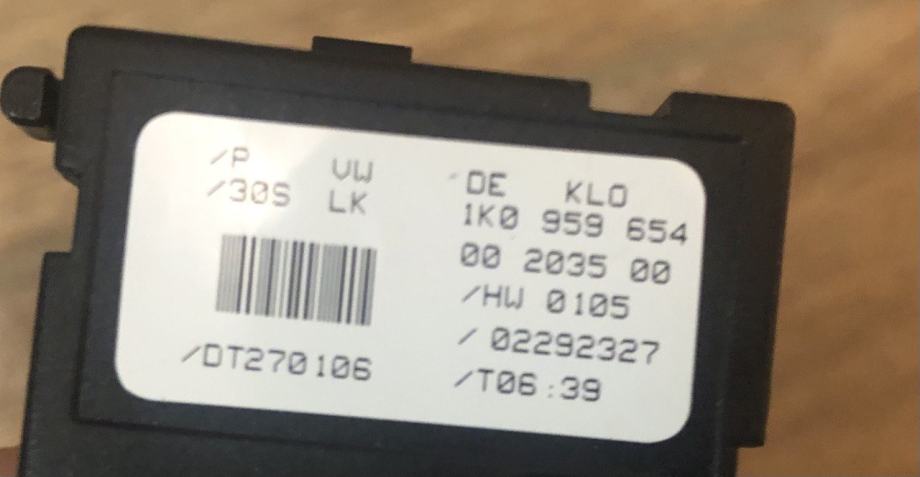 /P VW
/30S LK
/DT270106
DE KLO
1K0 959 654
00 2035 00
/HW 0105
/ 02292327
/T06:39